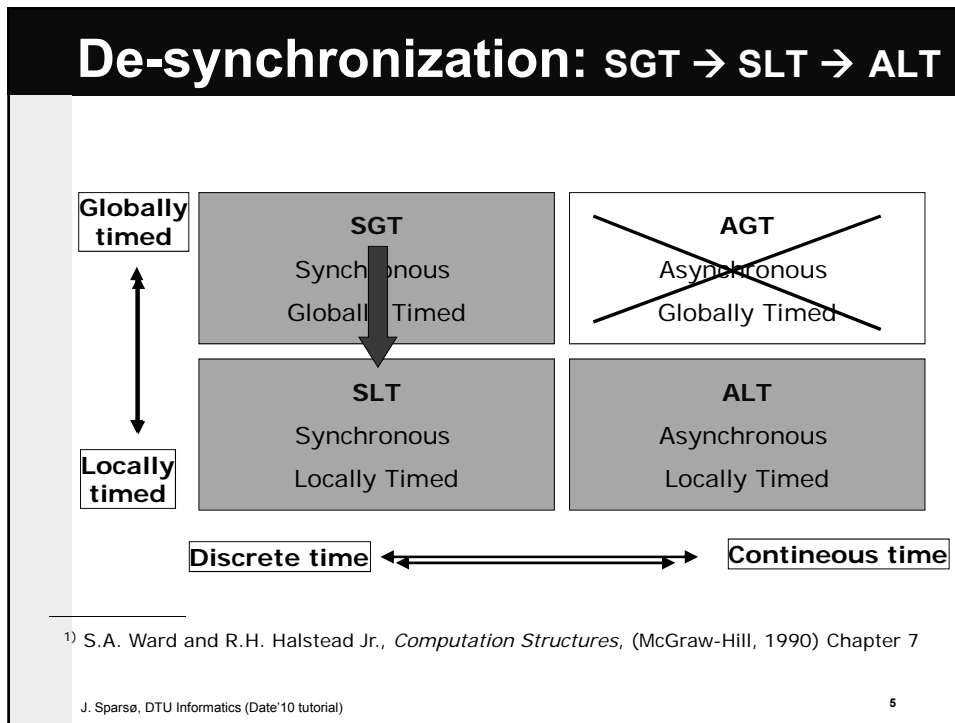 De-synchronization: SGT → SLT → ALT
Globally
timed
SGT
Synchronous
Globally Timed
AGT
Asynchronous
Globally Timed
SLT
Synchronous
Locally Timed
ALT
Asynchronous
Locally Timed
Locally
timed
Discrete time
Contineous time
1) S.A. Ward and R.H. Halstead Jr., Computation Structures, (McGraw-Hill, 1990) Chapter 7
J. Sparsø, DTU Informatics (Date'10 tutorial)
5